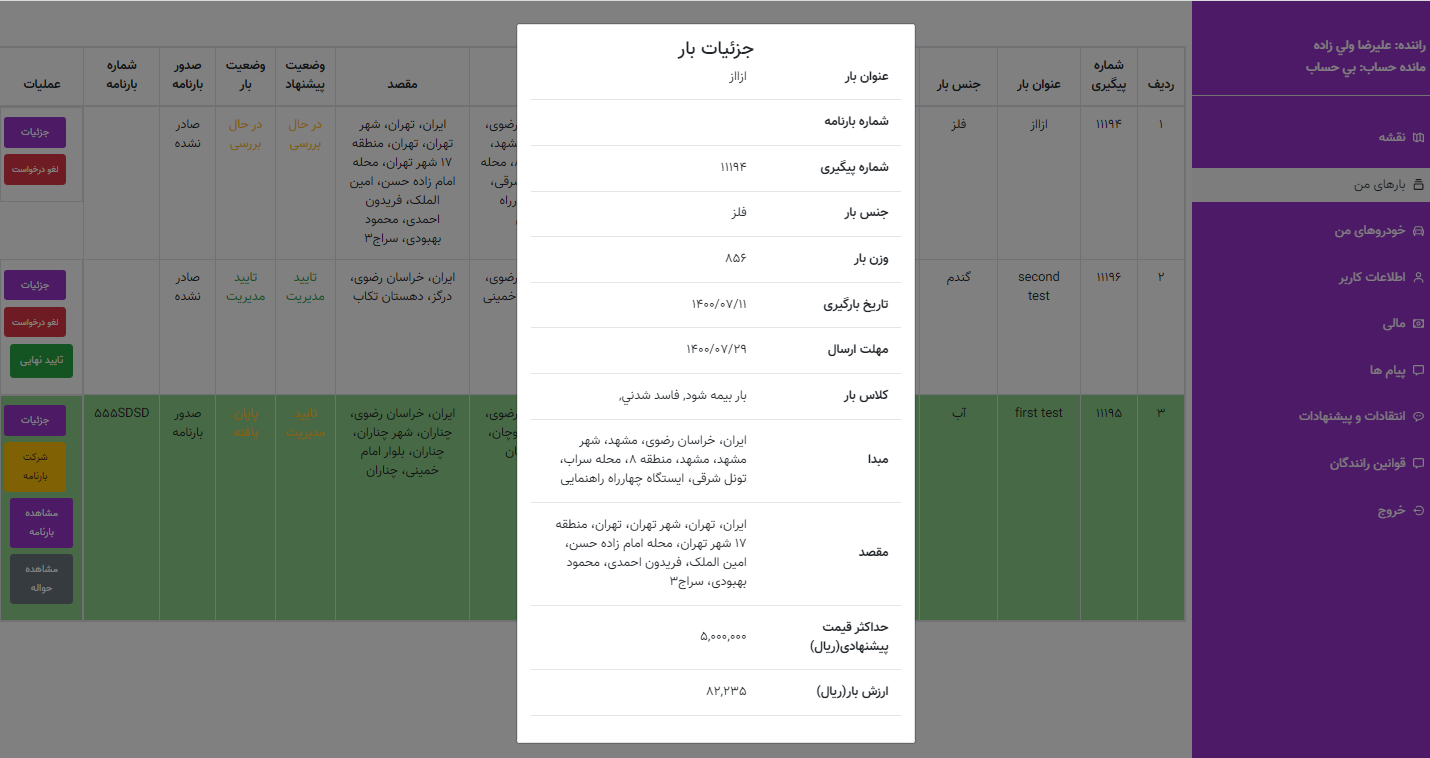 راننده: علیرضا ولي زاده
مانده حساب: بي حساب
نقشه
بارهای من
خودروهای من
اطلاعات کاربر
مالی
پیام ها
انتقادات و پیشنهادات
قوانین رانندگان
خروج
جزئیات بار
عنوان بار ازااز
شماره بارنامه
شماره پیگیری ۱۱۱۹۴
جنس بار فلز
وزن بار ۸۵۶
تاریخ بارگیری ۱۴۰۰/۰۷/۱۱
مهلت ارسال ۱۴۰۰/۰۷/۲۹
کلاس بار بار بیمه شود, فاسد شدني,
مبدا
ایران، خراسان رضوی، مشهد، شهر
مشهد، مشهد، منطقه ۸، محله سراب،
تونل شرقی، ایستگاه چهارراه راهنمایی
مقصد
ایران، تهران، شهر تهران، تهران، منطقه
۱۷ شهر تهران، محله امام زاده حسن،
امین الملک، فریدون احمدی، محمود
بهبودی، سراج۳
حداکثر قیمت
پیشنهادی(ریال) ۵,۰۰۰,۰۰۰
ارزش بار(ریال) ۸۲,۲۳۵
ردیف
شماره
پیگیری
عنوان بار
جنس بار
مقصد
وضعیت
پیشنهاد
وضعیت
بار
صدور
بارنامه
شماره
بارنامه
عملیات
۱
۱۱۱۹۴
ازااز
فلز
رضوی،
محله
شرقی،
ایران، تهران، شهر
تهران، تهران، منطقه
۱۷ شهر تهران، محله
امام زاده حسن، امین
الملک، فریدون
احمدی، محمود
بهبودی، سراج۳
در حال
بررسی
در حال
بررسی
صادر
نشده
جزئیات
لغو درخواست
۲
۱۱۱۹۶
second
test
گندم
رضوی،
خمینی
ایران، خراسان رضوی،
درگز، دهستان تکاب
تایید
مدیریت
تایید
مدیریت
صادر
نشده
جزئیات
لغو درخواست
تایید نهایی
۳
۱۱۱۹۵
first test
آب
رضوی،
ایران، خراسان رضوی،
چناران، شهر چناران،
چناران، بلوار امام
خمینی، چناران
تایید
مدیریت
پایان
یافته
صدور
بارنامه
۵۵۵SDSD
جزئیات
شرکت
بارنامه
مشاهده
بارنامه
مشاهده
حواله